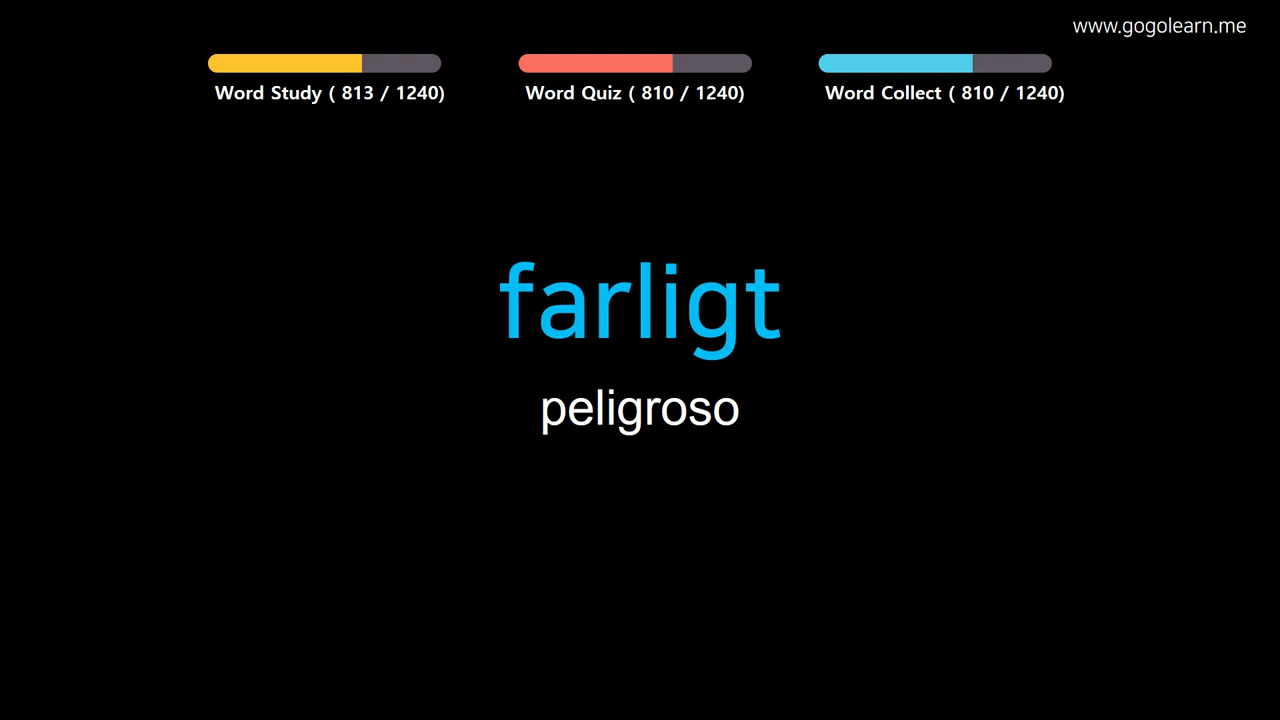 www.gogolearn.me
Word Study ( 813 / 1240)
Word Quiz ( 810 / 1240)
Word Collect ( 810 / 1240)
farligt
peligroso